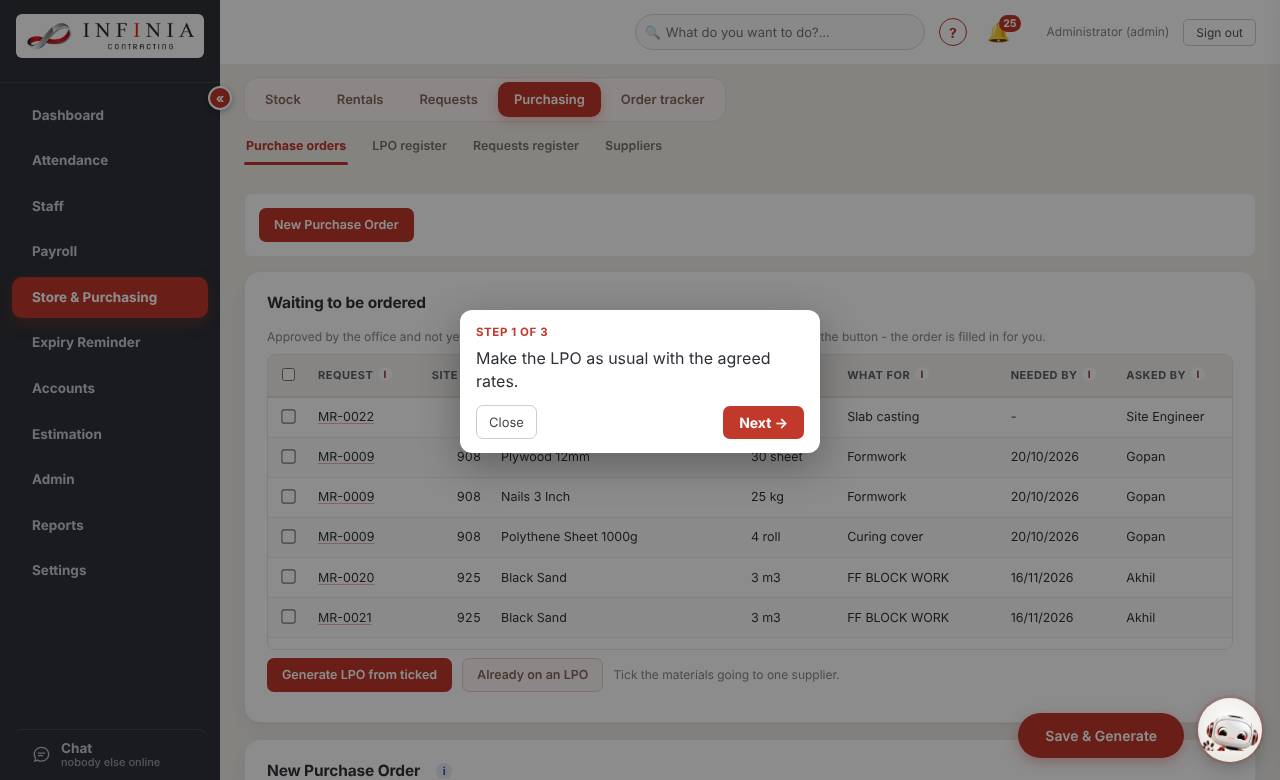 INFINIA
CONTRACTING
What do you want to do?...
?
25
Administrator (admin)
Sign out
«
Dashboard
Attendance
Staff
Payroll
Store & Purchasing
Expiry Reminder
Accounts
Estimation
Admin
Reports
Settings
Chat
nobody else online
Stock
Rentals
Requests
Purchasing
Order tracker
Purchase orders
LPO register
Requests register
Suppliers
New Purchase Order
Waiting to be ordered
Approved by the office and not ye
the button - the order is filled in for you.
STEP 1 OF 3
Make the LPO as usual with the agreed
rates.
Close
Next →
REQUEST i SITE WHAT FOR i NEEDED BY i ASKED BY i
MR-0022 Slab casting - Site Engineer
MR-0009 908 Plywood 12mm 30 sheet Formwork 20/10/2026 Gopan
MR-0009 908 Nails 3 Inch 25 kg Formwork 20/10/2026 Gopan
MR-0009 908 Polythene Sheet 1000g 4 roll Curing cover 20/10/2026 Gopan
MR-0020 925 Black Sand 3 m3 FF BLOCK WORK 16/11/2026 Akhil
MR-0021 925 Black Sand 3 m3 FF BLOCK WORK 16/11/2026 Akhil
Generate LPO from ticked
Already on an LPO
Tick the materials going to one supplier.
Save & Generate
New Purchase Order i